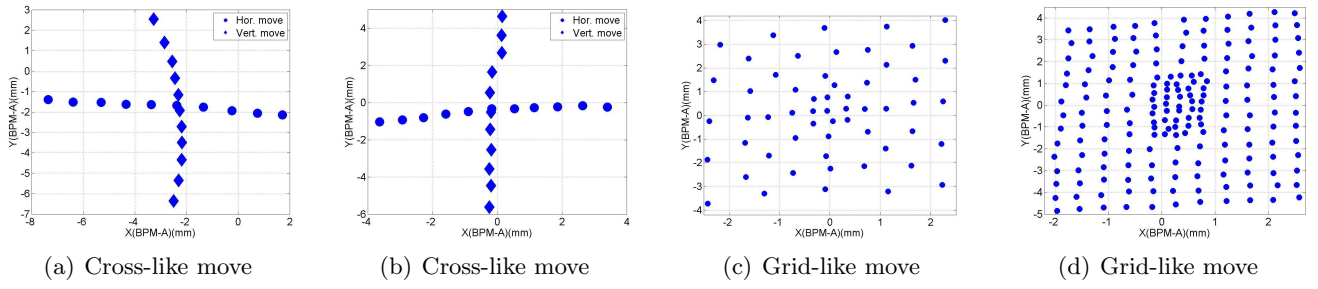 3
2
1
0
-1
-2
-3
-4
-5
-6
-7
-8 -6 -4 -2 0 2
Y(BPM-A)(mm)
X(BPM-A)(mm)
Hor. move
Vert. move
(a) Cross-like move
4
2
0
-2
-4
-6
-4 -2 0 2 4
Y(BPM-A)(mm)
X(BPM-A)(mm)
Hor. move
Vert. move
(b) Cross-like move
4
3
2
1
0
-1
-2
-3
-4
-2 -1 0 1 2
Y(BPM-A)(mm)
X(BPM-A)(mm)
(c) Grid-like move
4
3
2
1
0
-1
-2
-3
-4
-5
-2 -1 0 1 2
Y(BPM-A)(mm)
X(BPM-A)(mm)
(d) Grid-like move